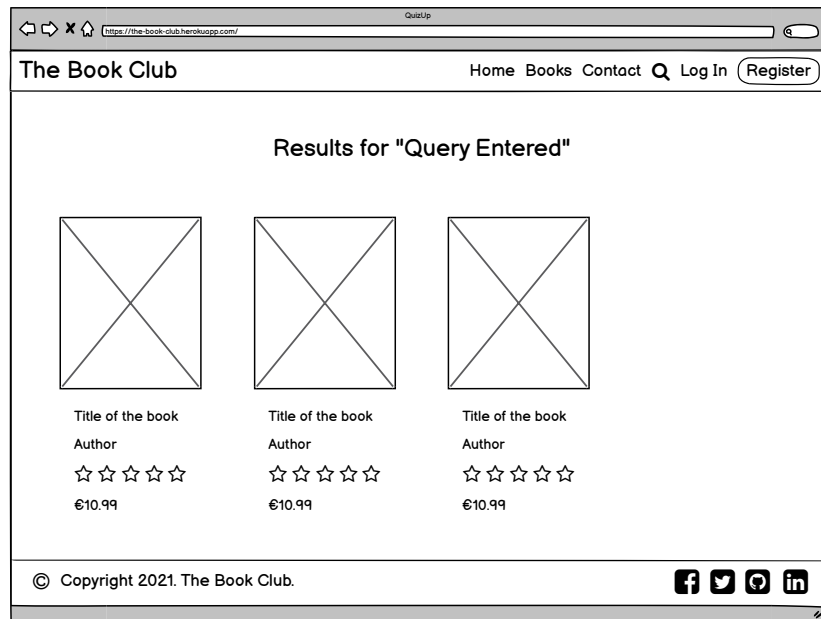 QuizUp
https://the-book-club.herokuapp.com/
The Book Club Home Books Contact Log In Register
Results for "Query Entered"
Title of the book Title of the book Title of the book
Author Author Author
€10.99 €10.99 €10.99
© Copyright 2021. The Book Club.